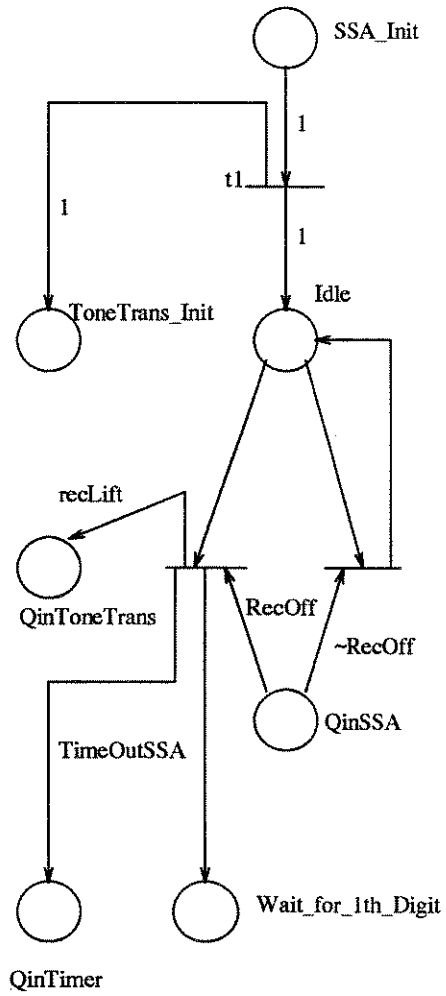 SSA_Init
1
t1
1
1
Idle
ToneTrans_Init
recLift
QinToneTrans
RecOff
~RecOff
QinSSA
TimeOutSSA
Wait_for_1th_Digit
QinTimer